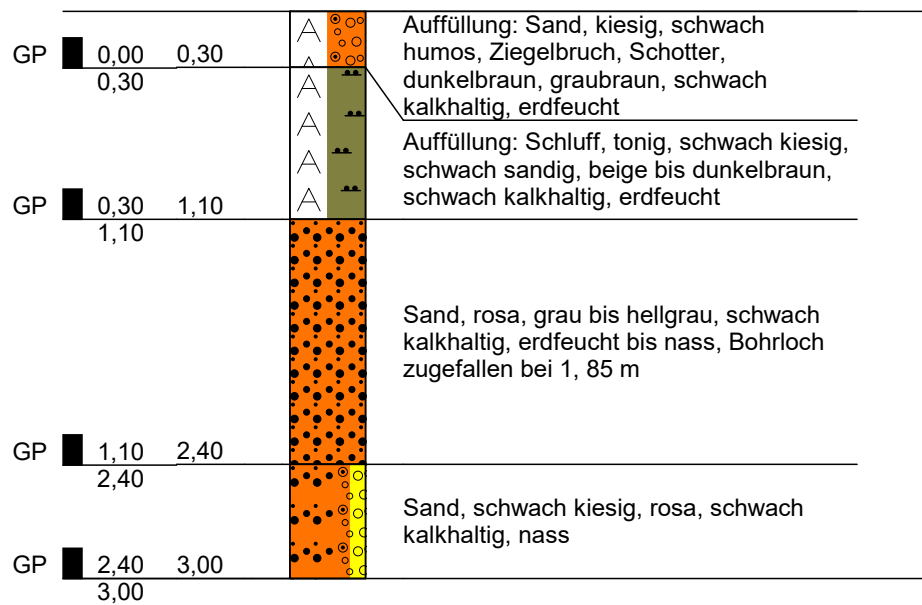 Auffüllung: Sand, kiesig, schwach
humos, Ziegelbruch, Schotter,
dunkelbraun, graubraun, schwach
kalkhaltig, erdfeucht
GP 0,00 0,30
0,30
Auffüllung: Schluff, tonig, schwach kiesig,
schwach sandig, beige bis dunkelbraun,
schwach kalkhaltig, erdfeucht
GP 0,30 1,10
1,10
Sand, rosa, grau bis hellgrau, schwach
kalkhaltig, erdfeucht bis nass, Bohrloch
zugefallen bei 1, 85 m
GP 1,10 2,40
2,40
Sand, schwach kiesig, rosa, schwach
kalkhaltig, nass
GP 2,40 3,00
3,00
A
A
A
A
A